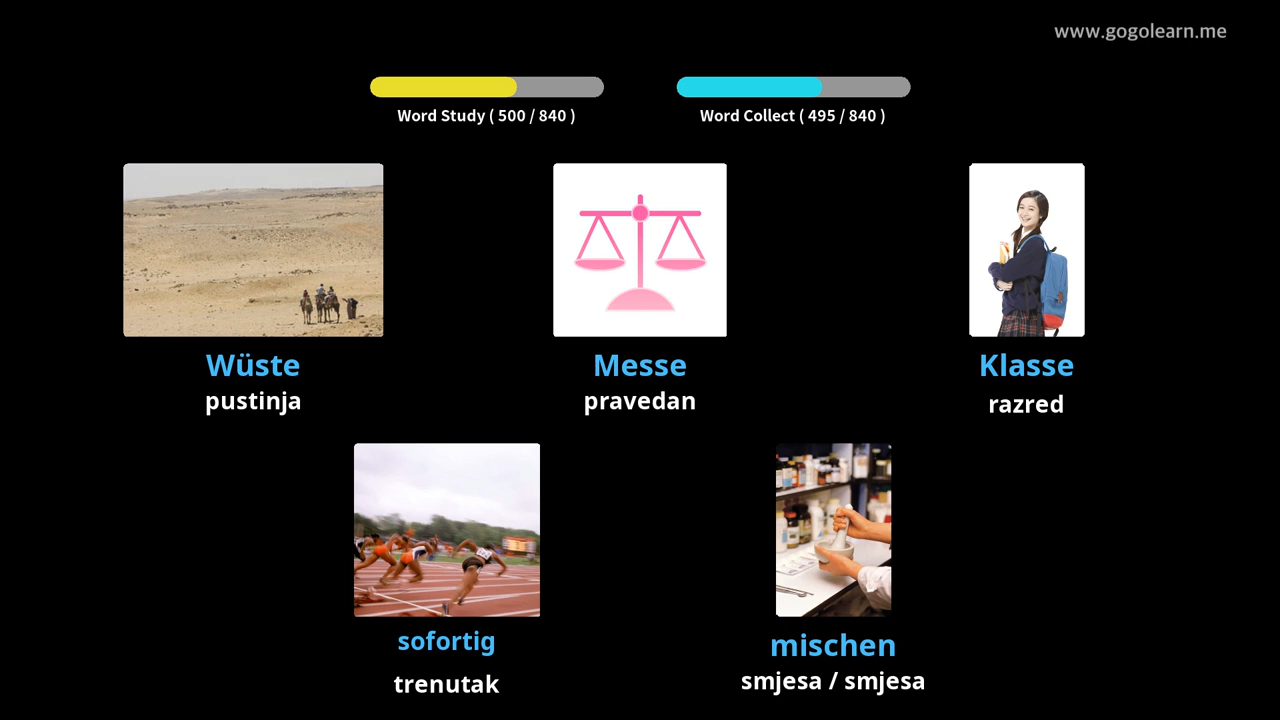 www.gogolearn.me
Word Study ( 500 / 840 )
Word Collect ( 495 / 840 )
Wüste
pustinja
Messe
pravedan
Klasse
razred
sofortig
trenutak
mischen
smjesa / smjesa